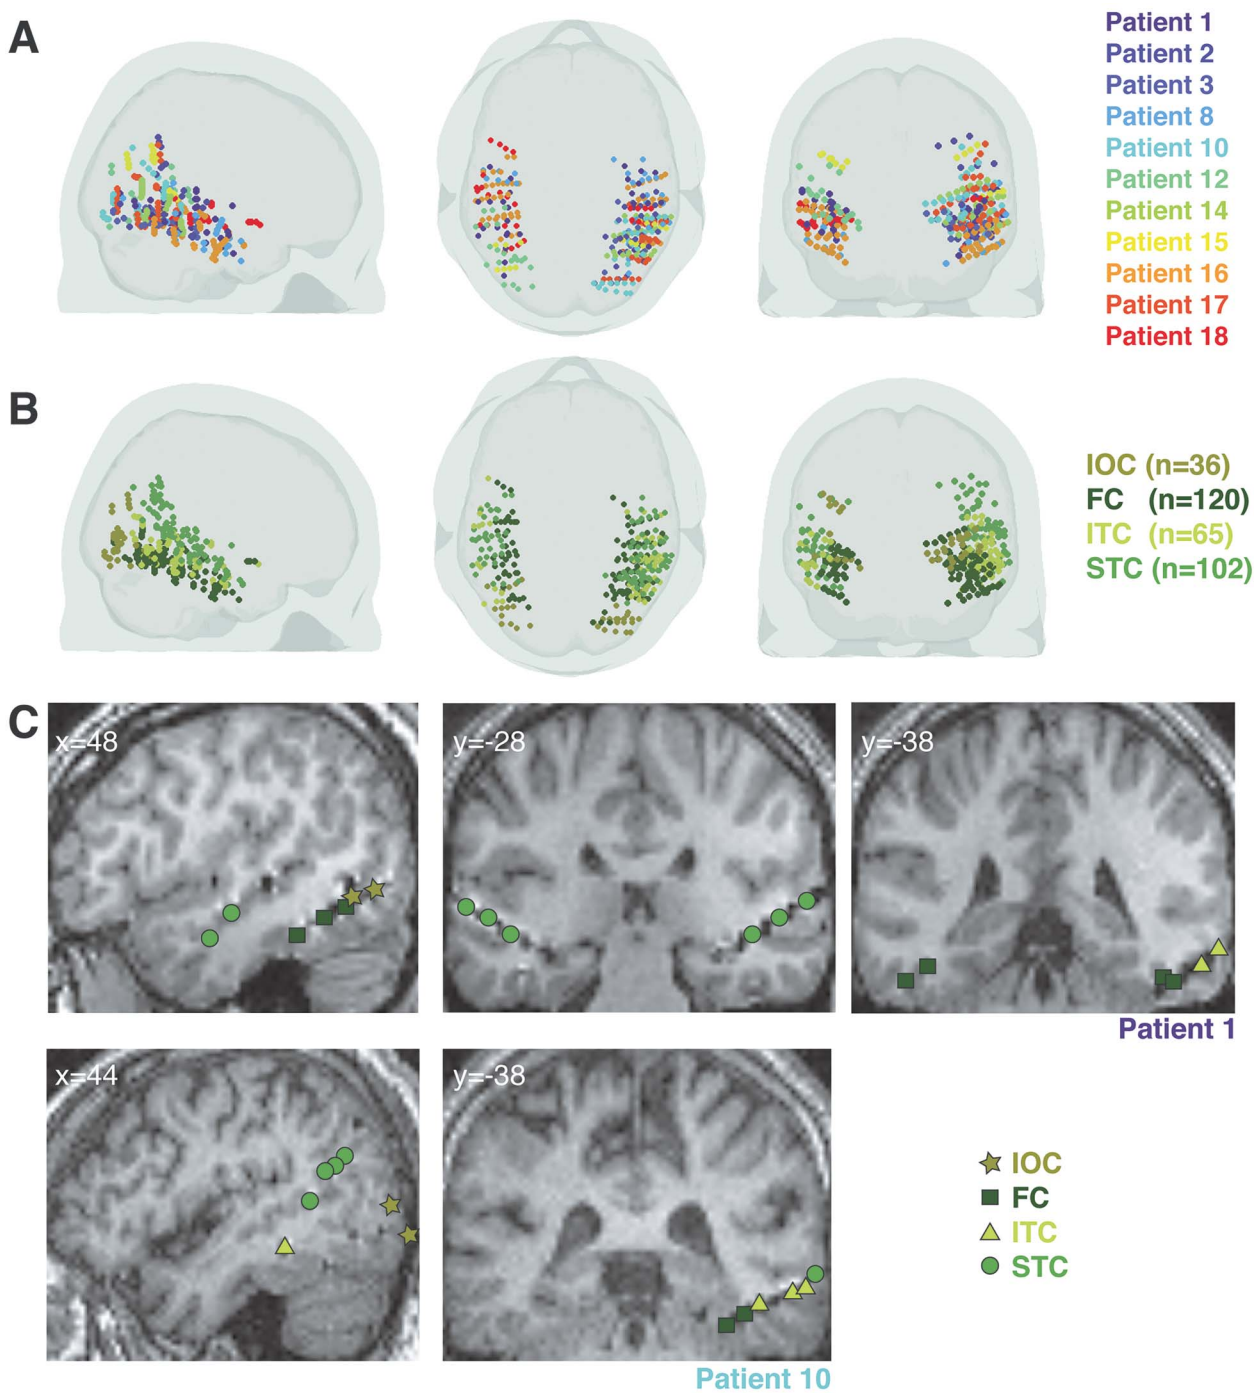 A
Patient 1
Patient 2
Patient 3
Patient 8
Patient 10
Patient 12
Patient 14
Patient 15
Patient 16
Patient 17
Patient 18
B
IOC (n=36)
FC (n=120)
ITC (n=65)
STC (n=102)
C
x=48
y=-28
y=-38
Patient 1
x=44
y=-38
IOC
FC
ITC
STC
Patient 10